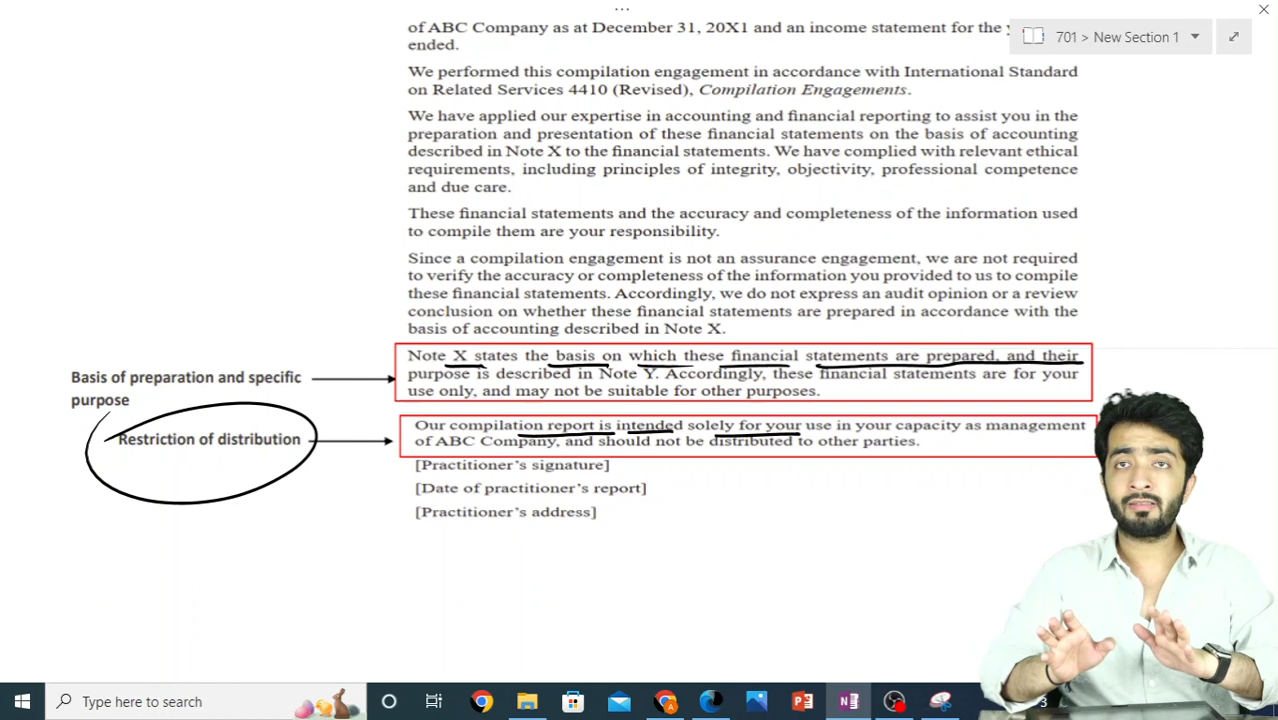 701 > New Section 1
of ABC Company as at December 31, 20X1 and an income statement for the
ended.
We performed this compilation engagement in accordance with International Standard
on Related Services 4410 (Revised), Compilation Engagements.
We have applied our expertise in accounting and financial reporting to assist you in the
preparation and presentation of these financial statements on the basis of accounting
described in Note X to the financial statements. We have complied with relevant ethical
requirements, including principles of integrity, objectivity, professional competence
and due care.
These financial statements and the accuracy and completeness of the information used
to compile them are your responsibility.
Since a compilation engagement is not an assurance engagement, we are not required
to verify the accuracy or completeness of the information you provided to us to compile
these financial statements. Accordingly, we do not express an audit opinion or a review
conclusion on whether these financial statements are prepared in accordance with the
basis of accounting described in Note X.
Basis of preparation and specific
purpose
Note X states the basis on which these financial statements are prepared, and their
purpose is described in Note Y. Accordingly, these financial statements are for your
use only, and may not be suitable for other purposes.
Restriction of distribution
Our compilation report is intended solely for your use in your capacity as management
of ABC Company, and should not be distributed to other parties.
[Practitioner's signature]
[Date of practitioner's report]
[Practitioner's address]
Type here to search